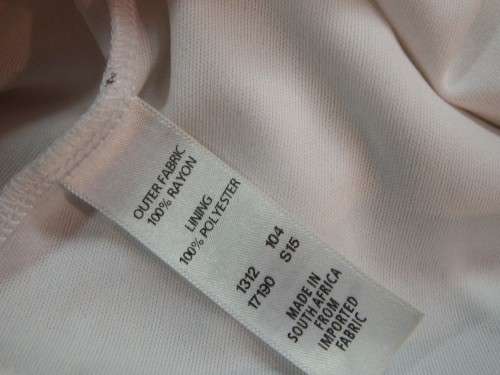 OUTER FABRIC
100% RAYON
LINING
100% POLYESTER
1312 104
17190 S15
MADE IN
SOUTH AFRICA
FROM
IMPORTED
FABRIC